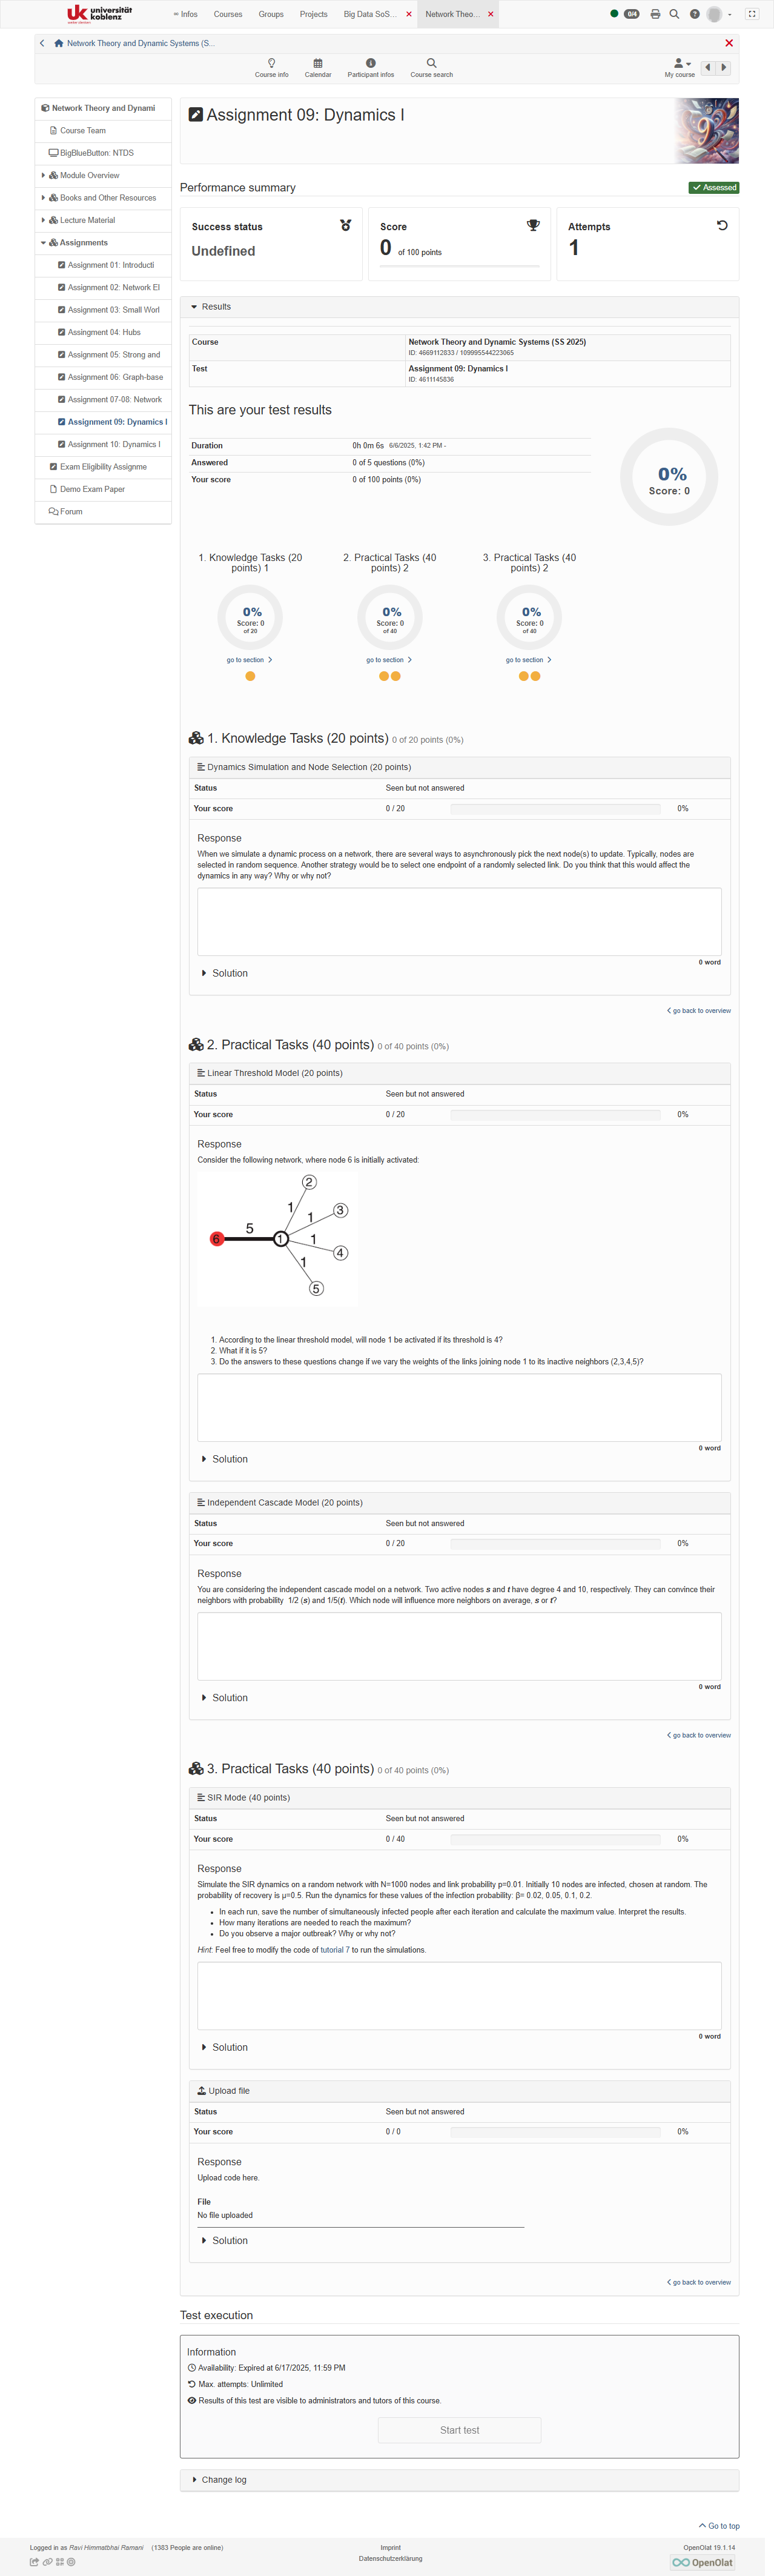 universität
koblenz
Infos
Courses
Groups
Projects
Big Data SoS...
Network Theo...
0/4
Network Theory and Dynamic Systems (S...
Course info
Calendar
Participant infos
Course search
My course
Network Theory and Dynami
Course Team
BigBlueButton: NTDS
Module Overview
Books and Other Resources
Lecture Material
Assignments
Assignment 01: Introducti
Assignment 02: Network El
Assignment 03: Small Worl
Assingment 04: Hubs
Assignment 05: Strong and
Assignment 06: Graph-base
Assignment 07-08: Network
Assignment 09: Dynamics I
Assignment 10: Dynamics I
Exam Eligibility Assignme
Demo Exam Paper
Forum
Assignment 09: Dynamics I
Performance summary
Assessed
Success status
Undefined
Score
0 of 100 points
Attempts
1
Results
Course
Network Theory and Dynamic Systems (SS 2025)
ID: 4669112833 / 109995544223065
Test
Assignment 09: Dynamics I
ID: 4611145836
This are your test results
Duration 0h 0m 6s 6/6/2025, 1:42 PM -
Answered 0 of 5 questions (0%)
Your score 0 of 100 points (0%)
0%
Score: 0
1. Knowledge Tasks (20 points) 1
0%
Score: 0
of 20
go to section
2. Practical Tasks (40 points) 2
0%
Score: 0
of 40
go to section
3. Practical Tasks (40 points) 2
0%
Score: 0
of 40
go to section
1. Knowledge Tasks (20 points) 0 of 20 points (0%)
Dynamics Simulation and Node Selection (20 points)
Status Seen but not answered
Your score 0 / 20 0%
Response
When we simulate a dynamic process on a network, there are several ways to asynchronously pick the next node(s) to update. Typically, nodes are
selected in random sequence. Another strategy would be to select one endpoint of a randomly selected link. Do you think that this would affect the
dynamics in any way? Why or why not?
0 word
Solution
go back to overview
2. Practical Tasks (40 points) 0 of 40 points (0%)
Linear Threshold Model (20 points)
Status Seen but not answered
Your score 0 / 20 0%
Response
Consider the following network, where node 6 is initially activated:
2
1
3
1
5
6
1
1
4
1
5
1. According to the linear threshold model, will node 1 be activated if its threshold is 4?
2. What if it is 5?
3. Do the answers to these questions change if we vary the weights of the links joining node 1 to its inactive neighbors (2,3,4,5)?
0 word
Solution
Independent Cascade Model (20 points)
Status Seen but not answered
Your score 0 / 20 0%
Response
You are considering the independent cascade model on a network. Two active nodes s and t have degree 4 and 10, respectively. They can convince their
neighbors with probability 1/2 (s) and 1/5(t). Which node will influence more neighbors on average, s or t?
0 word
Solution
go back to overview
3. Practical Tasks (40 points) 0 of 40 points (0%)
SIR Mode (40 points)
Status Seen but not answered
Your score 0 / 40 0%
Response
Simulate the SIR dynamics on a random network with N=1000 nodes and link probability p=0.01. Initially 10 nodes are infected, chosen at random. The
probability of recovery is μ=0.5. Run the dynamics for these values of the infection probability: β= 0.02, 0.05, 0.1, 0.2.
In each run, save the number of simultaneously infected people after each iteration and calculate the maximum value. Interpret the results.
How many iterations are needed to reach the maximum?
Do you observe a major outbreak? Why or why not?
Hint: Feel free to modify the code of tutorial 7 to run the simulations.
0 word
Solution
Upload file
Status Seen but not answered
Your score 0 / 0 0%
Response
Upload code here.
File
No file uploaded
Solution
go back to overview
Test execution
Information
Availability: Expired at 6/17/2025, 11:59 PM
Max. attempts: Unlimited
Results of this test are visible to administrators and tutors of this course.
Start test
Change log
Go to top
Logged in as Ravi Himmatbhai Ramani (1383 People are online)
Imprint
Datenschutzerklärung
OpenOlat 19.1.14
OpenOlat